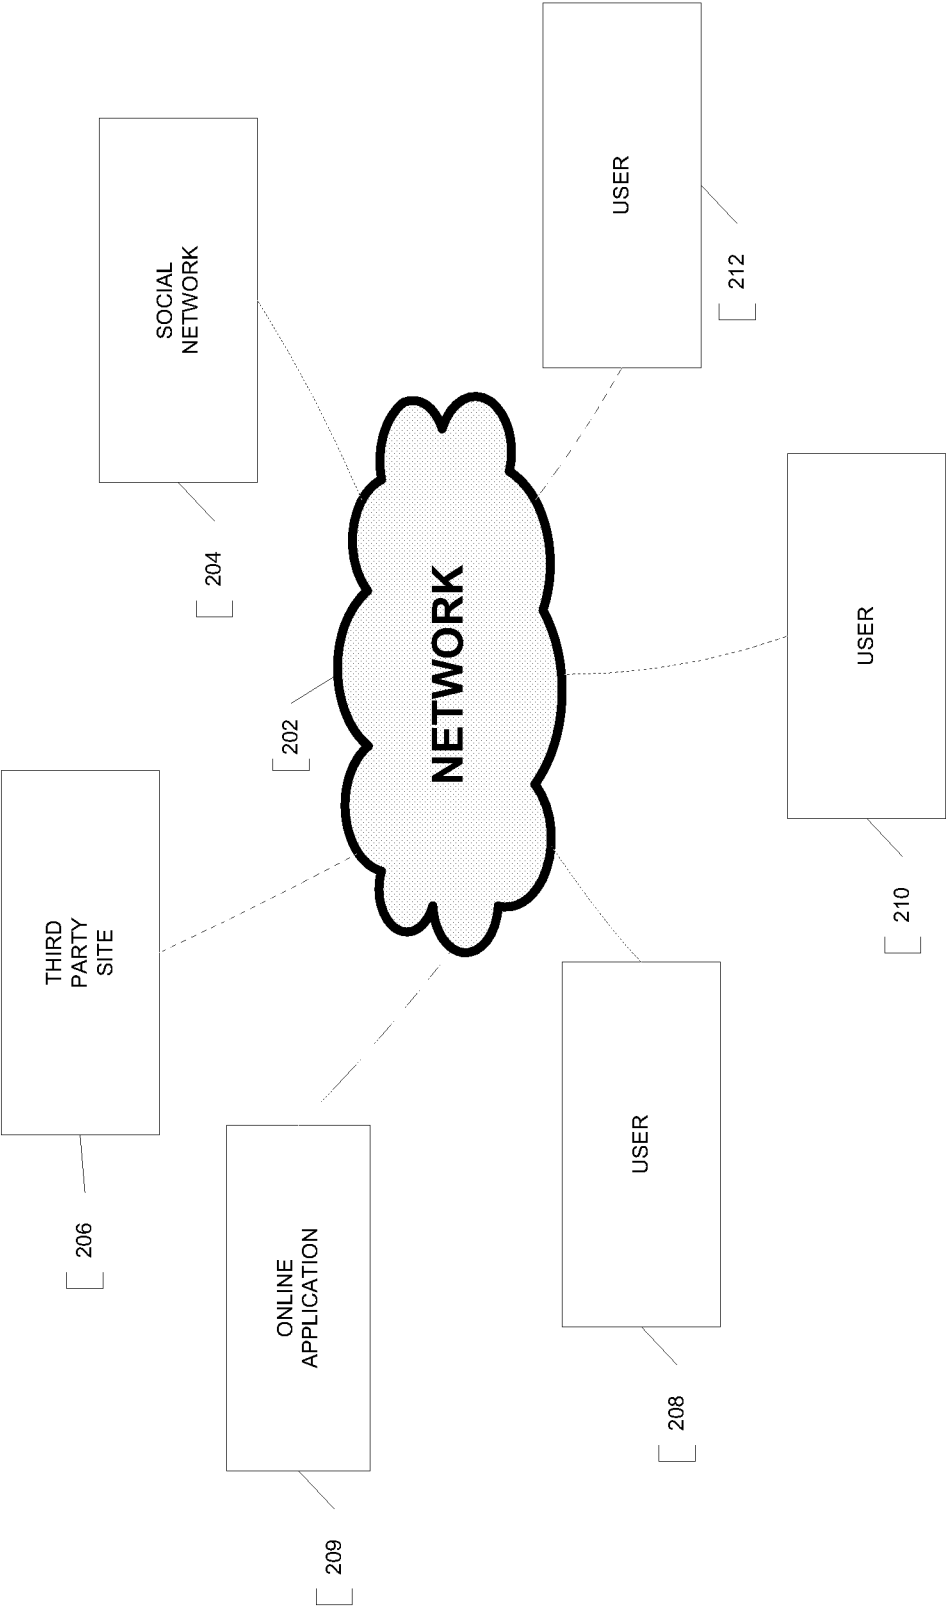 THIRD
PARTY
SITE
206
SOCIAL
NETWORK
204
ONLINE
APPLICATION
209
202
NETWORK
USER
208
USER
212
USER
210